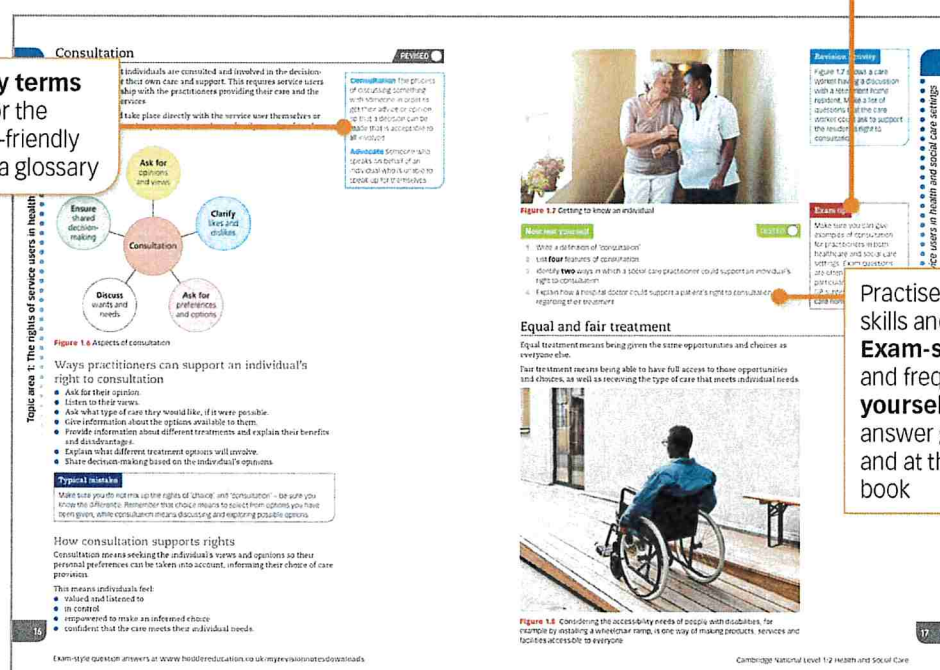 Consultation
REVISED
t individuals are consulted and involved in the decision-
r their own care and support. This requires service users
ship with the practitioners providing their care and the
ervices
d take place directly with the service user themselves or
y terms
or the
-friendly
a glossary
Consultation The process
of discussing something
with someone in order to
get their advice or opinion
so that a decision can be
made that is acceptable to
all involved
Advocate Someone who
speaks on behalf of an
individual who is unable to
speak up for themselves
Topic area 1: The rights of service users in health
Ask for
opinions
and views
Ensure
shared
decision-
making
Clarify
likes and
dislikes
Consultation
Discuss
wants and
needs
Ask for
preferences
and options
Figure 1.6 Aspects of consultation
Ways practitioners can support an individual's
right to consultation
Ask for their opinion.
Listen to their views.
Ask what type of care they would like, if it were possible.
Give information about the options available to them.
Provide information about different treatments and explain their benefits
and disadvantages.
Explain what different treatment options will involve.
Share decision-making based on the individual's opinions.
Typical mistake
Make sure you do not mix up the rights of 'choice' and 'consultation' – be sure you
know the difference. Remember that choice means to select from options you have
been given, while consultation means discussing and exploring possible options.
How consultation supports rights
Consultation means seeking the individual's views and opinions so their
personal preferences can be taken into account, informing their choice of care
provision.
This means individuals feel:
valued and listened to
in control
empowered to make an informed choice
confident that the care meets their individual needs.
16
Exam-style question answers at www.hoddereducation.co.uk/myrevisionnotesdownloads
Figure 1.7 Getting to know an individual
Revision activity
Figure 1.7 shows a care
worker having a discussion
with a retirement home
resident. Make a list of
questions that the care
worker could ask to support
the resident's right to
consultation
Now test yourself
TESTED
1 Write a definition of 'consultation'
2 List four features of consultation
3 Identify two ways in which a social care practitioner could support an individual's
right to consultation
4 Explain how a hospital doctor could support a patient's right to consultation
regarding their treatment
Exam tip
Make sure you can give
examples of consultation
for practitioners in both
healthcare and social care
settings. Exam questions
are often
particular
care home
ice users in health and social care settings
Practise
skills and
Exam-s
and freq
yourself
answer
and at th
book
Equal and fair treatment
Equal treatment means being given the same opportunities and choices as
everyone else.
Fair treatment means being able to have full access to those opportunities
and choices, as well as receiving the type of care that meets individual needs
Figure 1.8 Considering the accessibility needs of people with disabilities, for
example by installing a wheelchair ramp, is one way of making products, services and
facilities accessible to everyone
Cambridge National Level 1/2 Health and Social Care
17